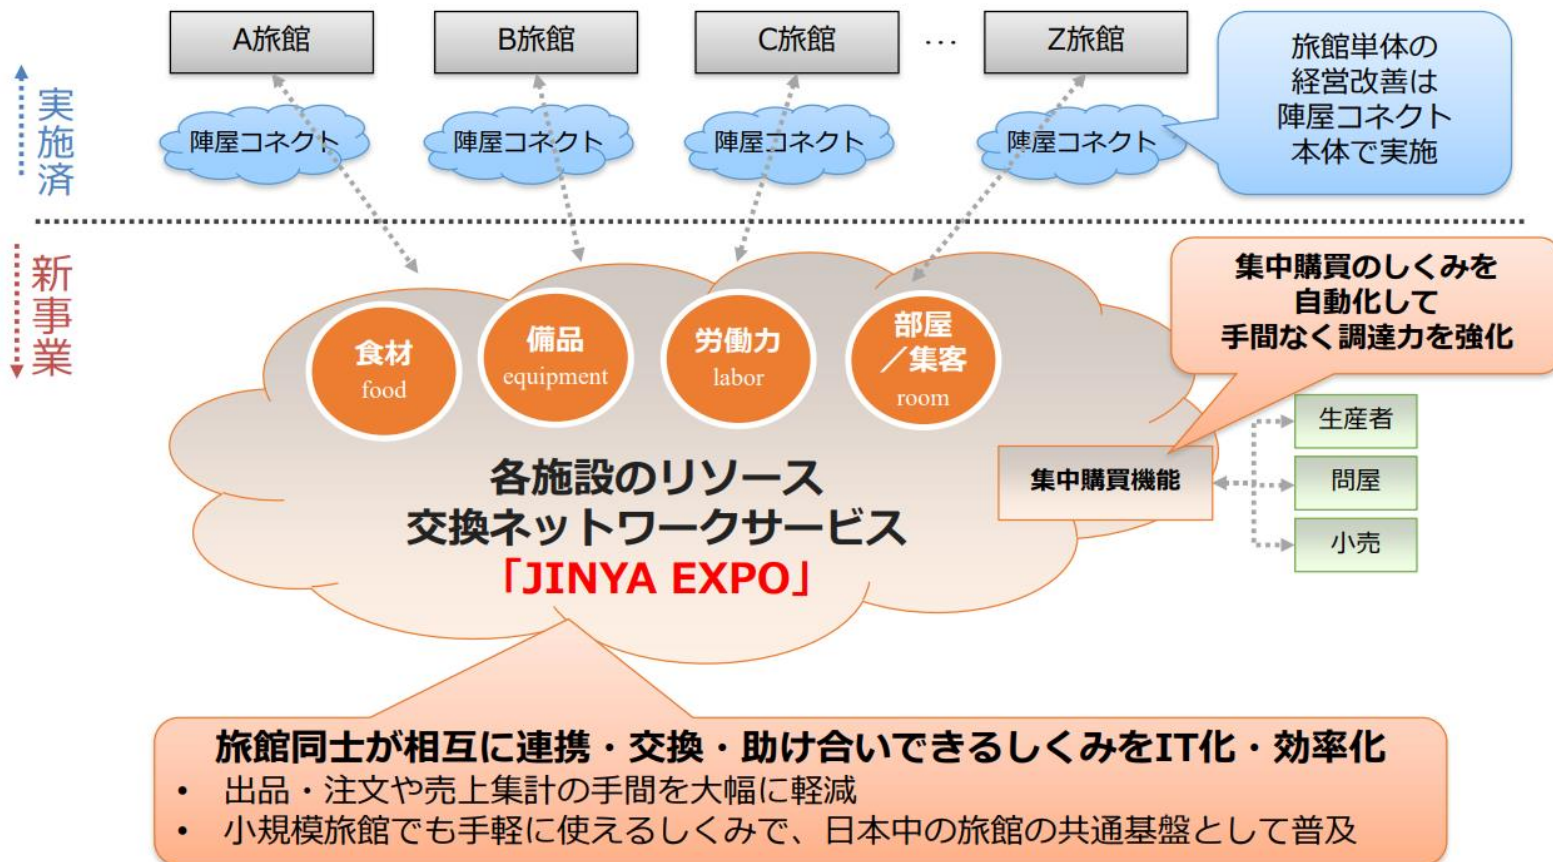 A旅館
B旅館
C旅館
…
Z旅館
実施済
陣屋コネクト
陣屋コネクト
陣屋コネクト
陣屋コネクト
旅館単体の
経営改善は
陣屋コネクト
本体で実施
新事業
食材
food
備品
equipment
労働力
labor
部屋
／集客
room
集中購買のしくみを
自動化して
手間なく調達力を強化
各施設のリソース
交換ネットワークサービス
「JINYA EXPO」
集中購買機能
生産者
問屋
小売
旅館同士が相互に連携・交換・助け合いできるしくみをIT化・効率化
• 出品・注文や売上集計の手間を大幅に軽減
• 小規模旅館でも手軽に使えるしくみで、日本中の旅館の共通基盤として普及